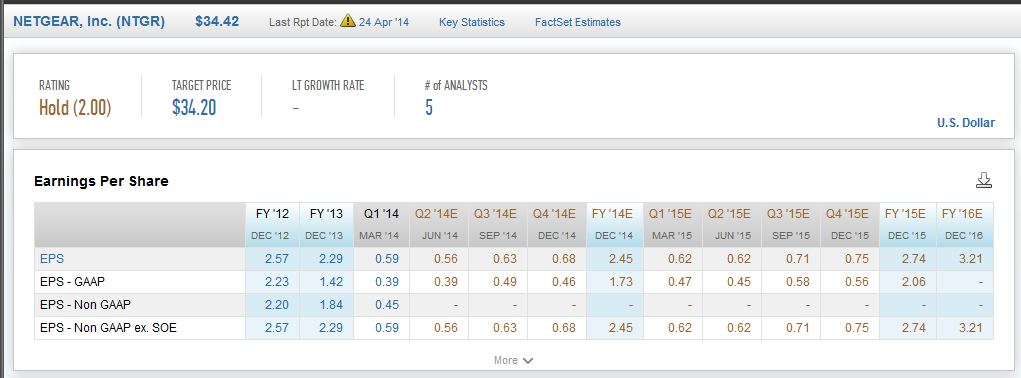 NETGEAR, Inc. (NTGR) $34.42 Last Rpt Date: 24 Apr '14 Key Statistics FactSet Estimates
RATING TARGET PRICE LT GROWTH RATE # of ANALYSTS
Hold (2.00) $34.20 – 5
U.S. Dollar
Earnings Per Share
FY '12 FY '13 Q1 '14 Q2 '14E Q3 '14E Q4 '14E FY '14E Q1 '15E Q2 '15E Q3 '15E Q4 '15E FY '15E FY '16E
DEC '12 DEC '13 MAR '14 JUN '14 SEP '14 DEC '14 DEC '14 MAR '15 JUN '15 SEP '15 DEC '15 DEC '15 DEC '16
EPS 2.57 2.29 0.59 0.56 0.63 0.68 2.45 0.62 0.62 0.71 0.75 2.74 3.21
EPS - GAAP 2.23 1.42 0.39 0.39 0.49 0.46 1.73 0.47 0.45 0.58 0.56 2.06 -
EPS - Non GAAP 2.20 1.84 0.45 - - - - - - - - - -
EPS - Non GAAP ex. SOE 2.57 2.29 0.59 0.56 0.63 0.68 2.45 0.62 0.62 0.71 0.75 2.74 3.21
More